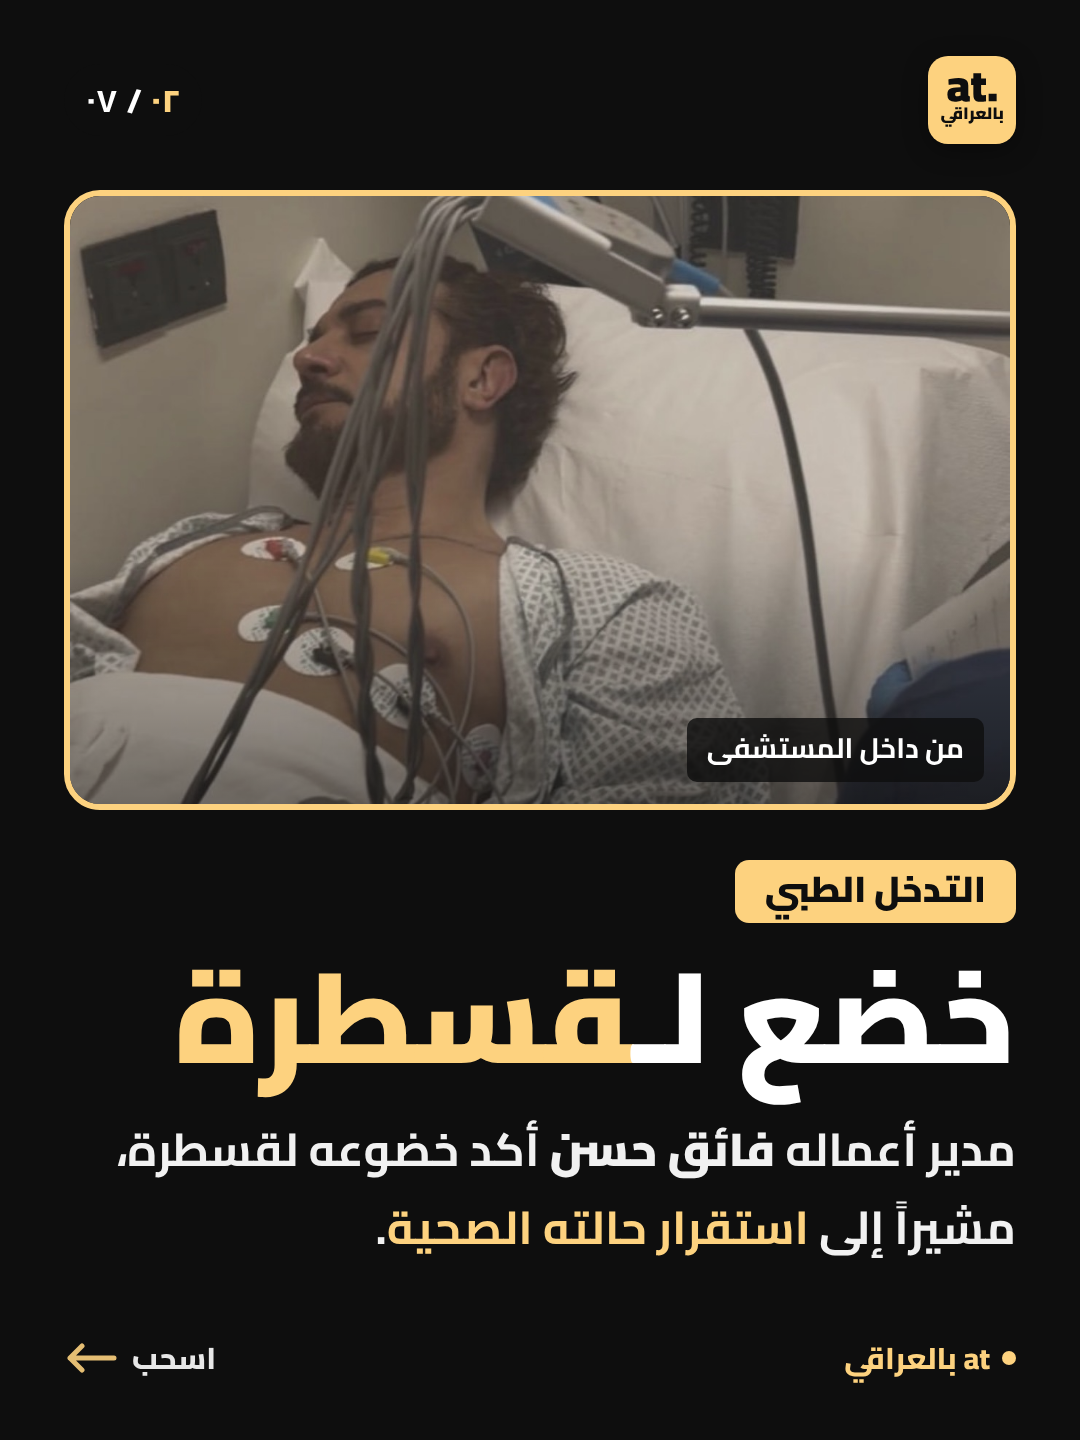 at.
بالعراقي
٠٢ / ٠٧
من داخل المستشفى
التدخل الطبي
خضع لـقسطرة
مدير أعماله فائق حسن أكد خضوعه لقسطرة،
مشيراً إلى استقرار حالته الصحية.
at بالعراقي
اسحب